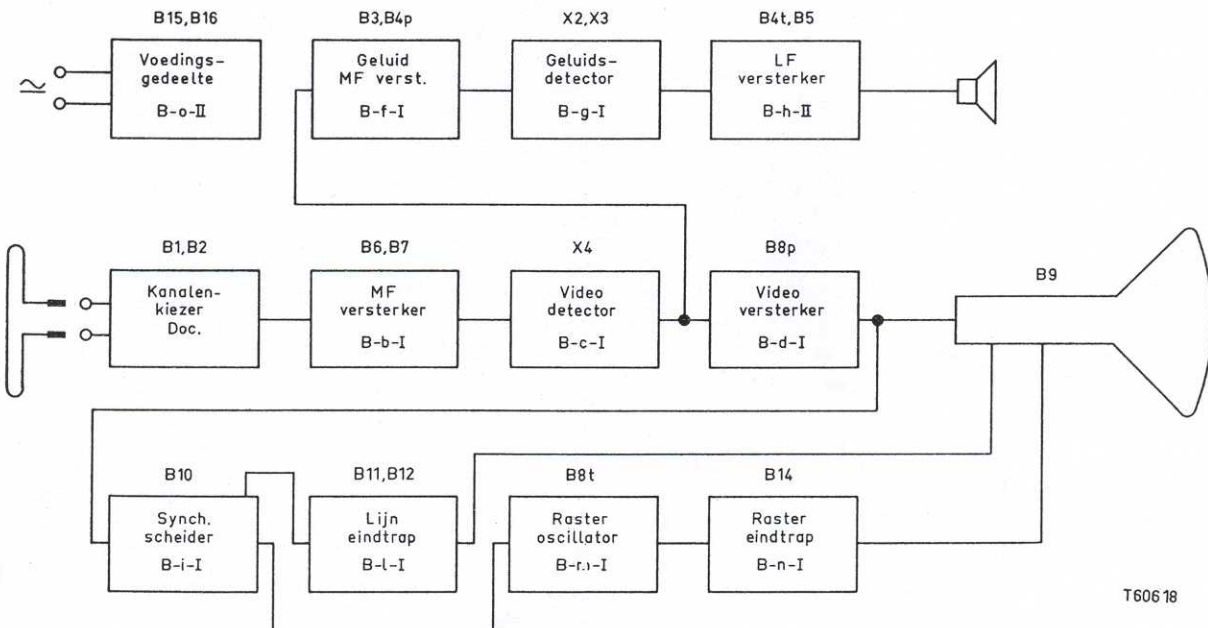 B15,B16
B3,B4p
X2,X3
B4t,B5
Voedings-
gedeelte
B-o-II
Geluid
MF verst.
B-f-I
Geluids-
detector
B-g-I
LF
versterker
B-h-II
B1,B2
B6,B7
X4
B8p
B9
Kanalen-
kiezer
Doc.
MF
versterker
B-b-I
Video
detector
B-c-I
Video
versterker
B-d-I
B10
B11,B12
B8t
B14
Synch.
scheider
B-i-I
Lijn
eindtrap
B-l-I
Raster
oscillator
Raster
eindtrap
B-n-I
T60618